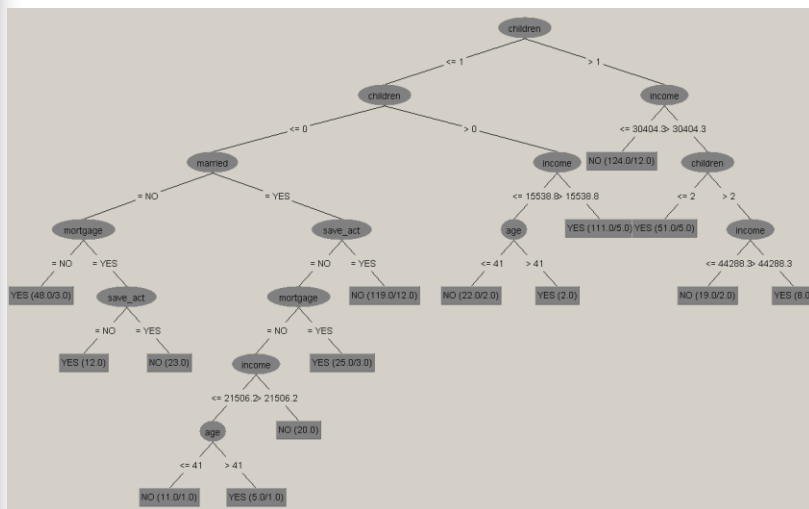 children
<= 1
> 1
children
income
<= 0
> 0
<= 30404.3
> 30404.3
married
income
NO (124.0/12.0)
children
= NO
= YES
<= 15538.8
> 15538.8
<= 2
> 2
mortgage
save_act
age
YES (111.0/5.0)
YES (51.0/5.0)
income
= NO
= YES
= NO
= YES
<= 41
> 41
<= 44288.3
> 44288.3
YES (48.0/3.0)
save_act
mortgage
NO (119.0/12.0)
NO (22.0/2.0)
YES (2.0)
NO (19.0/2.0)
YES (8.0
= NO
= YES
= NO
= YES
YES (12.0)
NO (23.0)
income
YES (25.0/3.0)
<= 21506.2
> 21506.2
age
NO (20.0)
<= 41
> 41
NO (11.0/1.0)
YES (5.0/1.0)